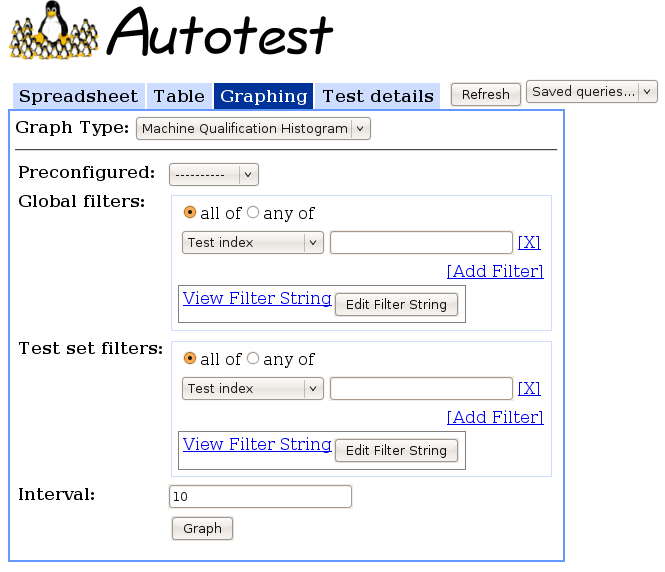 Autotest
Spreadsheet Table Graphing Test details Refresh Saved queries...
Graph Type: Machine Qualification Histogram
Preconfigured: ----------
Global filters:
all of any of
Test index [X]
[Add Filter]
View Filter String Edit Filter String
Test set filters:
all of any of
Test index [X]
[Add Filter]
View Filter String Edit Filter String
Interval: 10
Graph